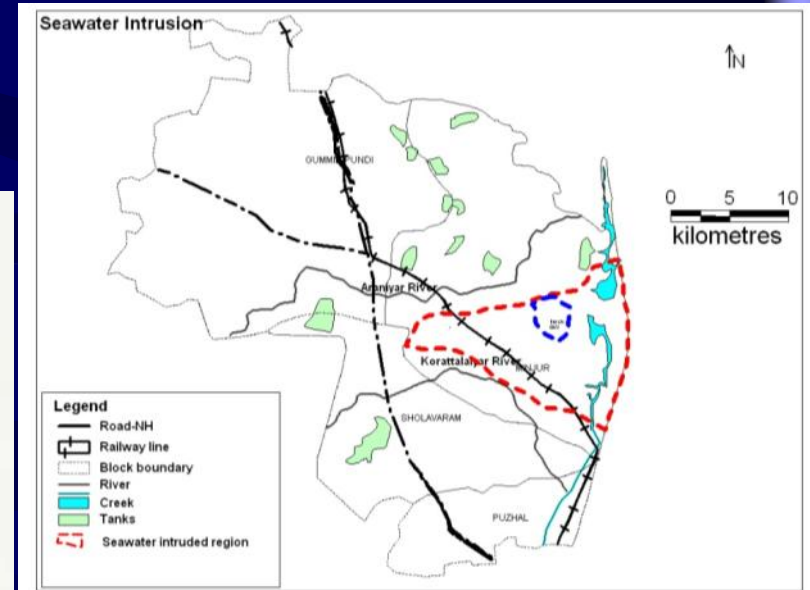 Seawater Intrusion
N
0 5 10
kilometres
GUMMIDIPUNDI
Araniyar River
Korattalaiyar River
MINJUR
SHOLAVARAM
PUZHAL
Legend
Road-NH
Railway line
Block boundary
River
Creek
Tanks
Seawater intruded region